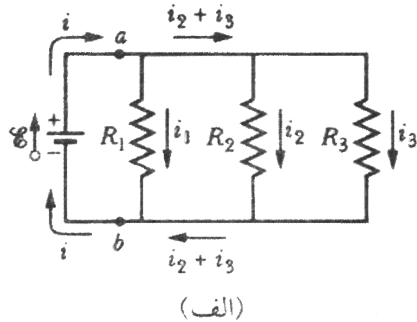 i a i₂ + i₃
+ − ℰ R₁ i₁ R₂ i₂ R₃ i₃
i b i₂ + i₃
(الف)